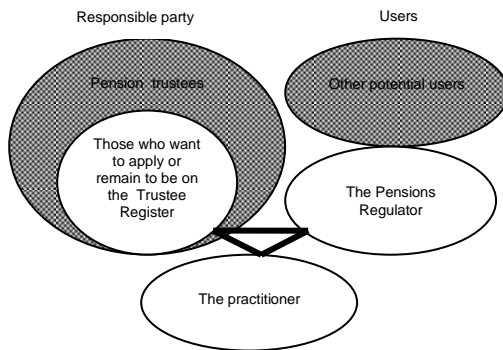 Responsible party
Users
Pension trustees
Other potential users
Those who want
to apply or
remain to be on
the Trustee
Register
The Pensions
Regulator
The practitioner